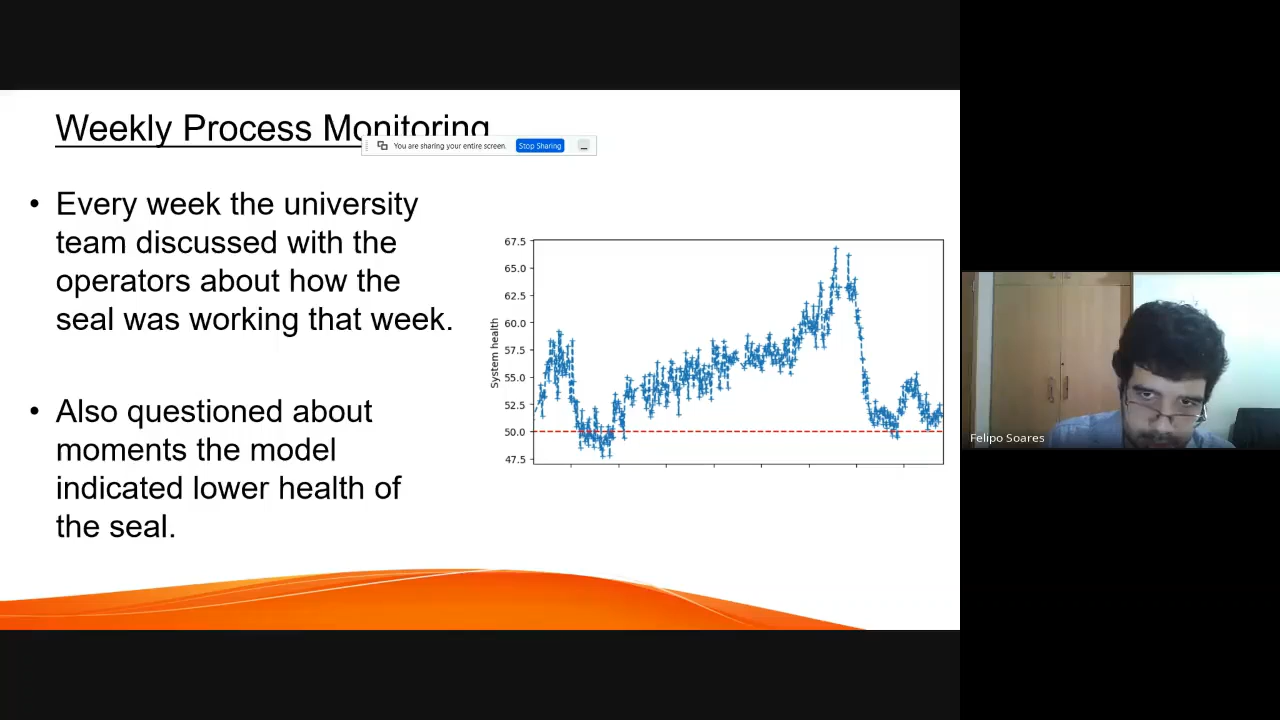 Weekly Process Monitoring
You are sharing your entire screen.
Stop Sharing
• Every week the university
team discussed with the
operators about how the
seal was working that week.
• Also questioned about
moments the model
indicated lower health of
the seal.
67.5
65.0
62.5
60.0
57.5
55.0
52.5
50.0
47.5
System health
Felipo Soares